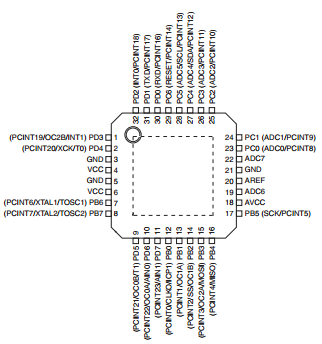 PD2 (INT0/PCINT18)
PD1 (TXD/PCINT17)
PD0 (RXD/PCINT16)
PC6 (RESET/PCINT14)
PC5 (ADC5/SCL/PCINT13)
PC4 (ADC4/SDA/PCINT12)
PC3 (ADC3/PCINT11)
PC2 (ADC2/PCINT10)
32 31 30 29 28 27 26 25
(PCINT19/OC2B/INT1) PD3 1
(PCINT20/XCK/T0) PD4 2
GND 3
VCC 4
GND 5
VCC 6
(PCINT6/XTAL1/TOSC1) PB6 7
(PCINT7/XTAL2/TOSC2) PB7 8
24 PC1 (ADC1/PCINT9)
23 PC0 (ADC0/PCINT8)
22 ADC7
21 GND
20 AREF
19 ADC6
18 AVCC
17 PB5 (SCK/PCINT5)
9 10 11 12 13 14 15 16
(PCINT21/OC0B/T1) PD5
(PCINT22/OC0A/AIN0) PD6
(PCINT23/AIN1) PD7
(PCINT0/CLKO/ICP1) PB0
(PCINT1/OC1A) PB1
(PCINT2/SS/OC1B) PB2
(PCINT3/OC2A/MOSI) PB3
(PCINT4/MISO) PB4